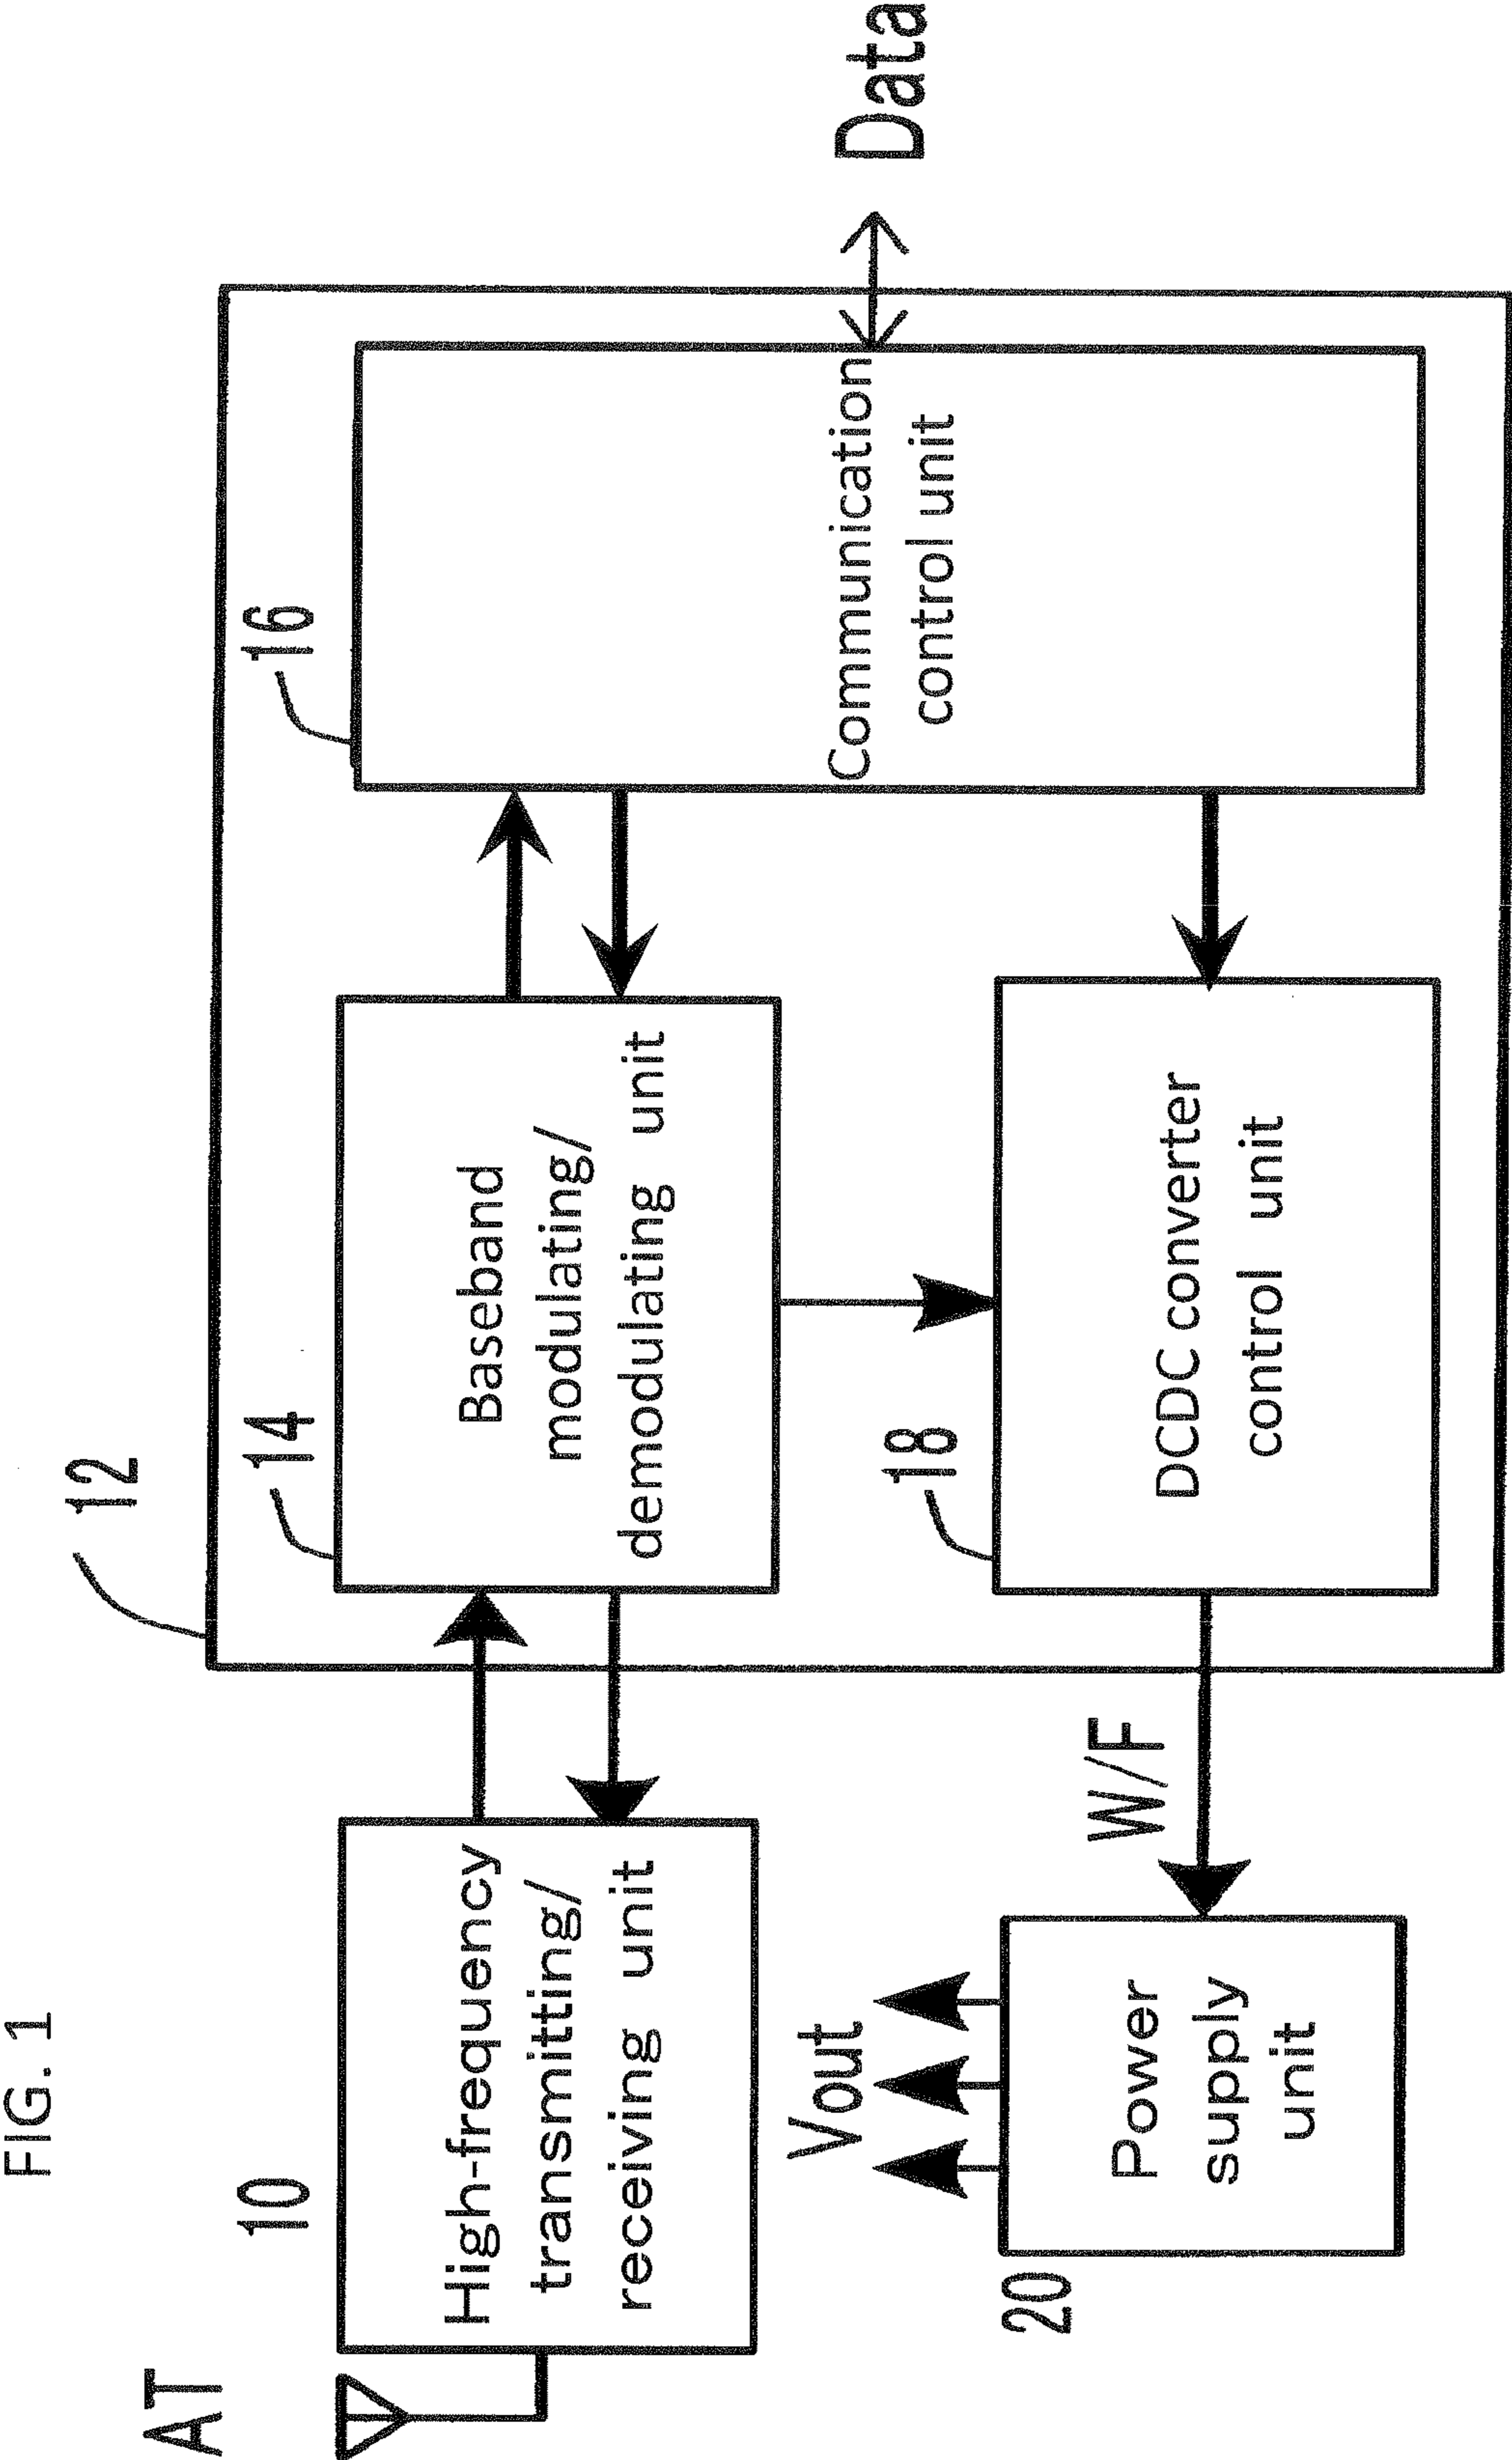 FIG. 1
AT
10
High-frequency
transmitting/
receiving unit
12
14
Baseband
modulating/
demodulating unit
16
Communication
control unit
Data
18
DCDC converter
control unit
W/F
Vout
20
Power
supply
unit